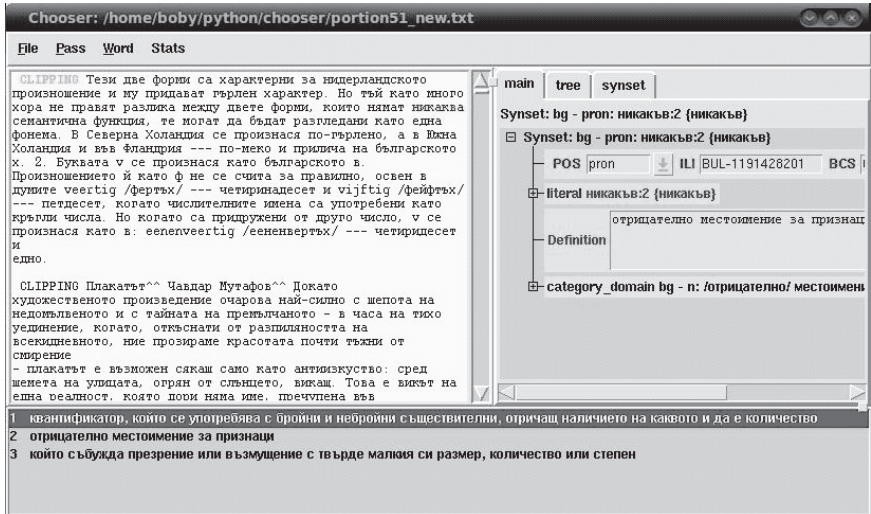 Chooser: /home/boby/python/chooser/portion51_new.txt
File Pass Word Stats
CLIPPING Тези две форми са характерни за нидерландското
произношение и му придават гърлен характер. Но тъй като много
хора не правят разлика между двете форми, които нямат никаква
семантична функция, те могат да бъдат разгледани като една
фонема. В Северна Холандия се произнася по-гърлено, а в Южна
Холандия и във Фландрия --- по-меко и прилича на българското
х. 2. Буквата v се произнася като българското в.
Произношението й като ф не се счита за правилно, освен в
думите veertig /фертъх/ --- четиринадесет и vijftig /фейфтъх/
--- петдесет, когато числителните имена са употребени като
кръгли числа. Но когато са придружени от друго число, v се
произнася като в: eenenveertig /еененвертъх/ --- четиридесет
и
едно.
CLIPPING Плакатът^^ Чавдар Мутафов^^ Докато
художественото произведение очарова най-силно с шепота на
недомълвеното и с тайната на премълчаното - в часа на тихо
уединение, когато, откъснати от разпиляността на
всекидневното, ние прозираме красотата почти тъжни от
смирение
- плакатът е възможен сякаш само като антиизкуство: сред
шемета на улицата, огрян от слънцето, викащ. Това е викът на
една реалност, която дори няма име, пречупена във
main tree synset
Synset: bg - pron: никакъв:2 {никакъв}
Synset: bg - pron: никакъв:2 {никакъв}
POS pron ILI BUL-1191428201 BCS
literal никакъв:2 {никакъв}
отрицателно местоимение за признац
Definition
category_domain bg - n: /отрицателно/ местоимен
1 квантификатор, който се употребява с бройни и небройни съществителни, отричащ наличието на каквото и да е количество
2 отрицателно местоимение за признаци
3 който събужда презрение или възмущение с твърде малкия си размер, количество или степен